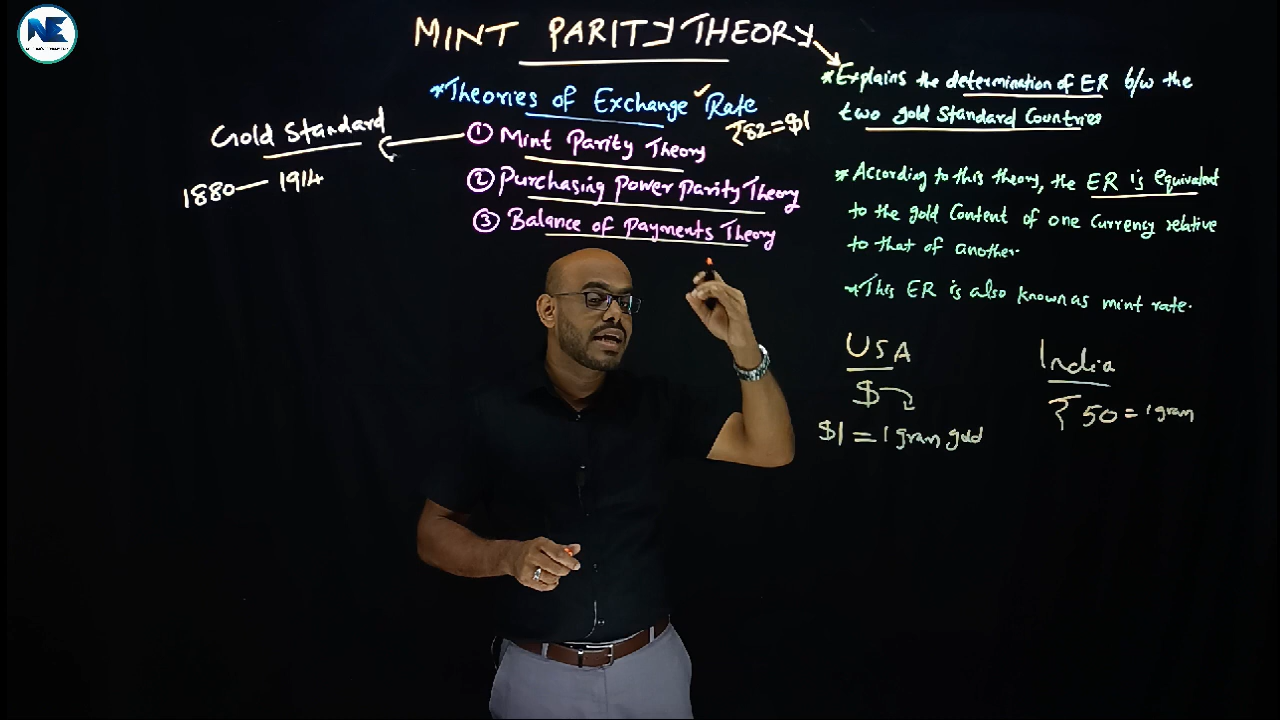 NE
MINT PARITY THEORY
*Theories of Exchange Rate
₹82=$1
① Mint Parity Theory
② Purchasing Power Parity Theory
③ Balance of Payments Theory
Gold Standard
1880 — 1914
*Explains the determination of ER b/w the
two gold Standard Countries
* According to this theory, the ER is equivalent
to the gold Content of one Currency relative
to that of another.
* This ER is also known as mint rate.
USA
$
$1 = 1 gram gold
India
₹ 50 = 1 gram